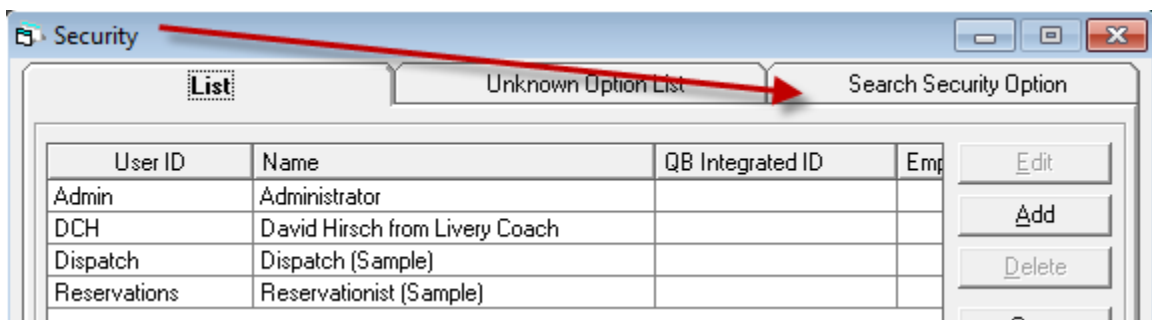 Security
List Unknown Option List Search Security Option
User ID Name QB Integrated ID Emp Edit
Admin Administrator
Add
DCH David Hirsch from Livery Coach
Dispatch Dispatch (Sample) Delete
Reservations Reservationist (Sample)